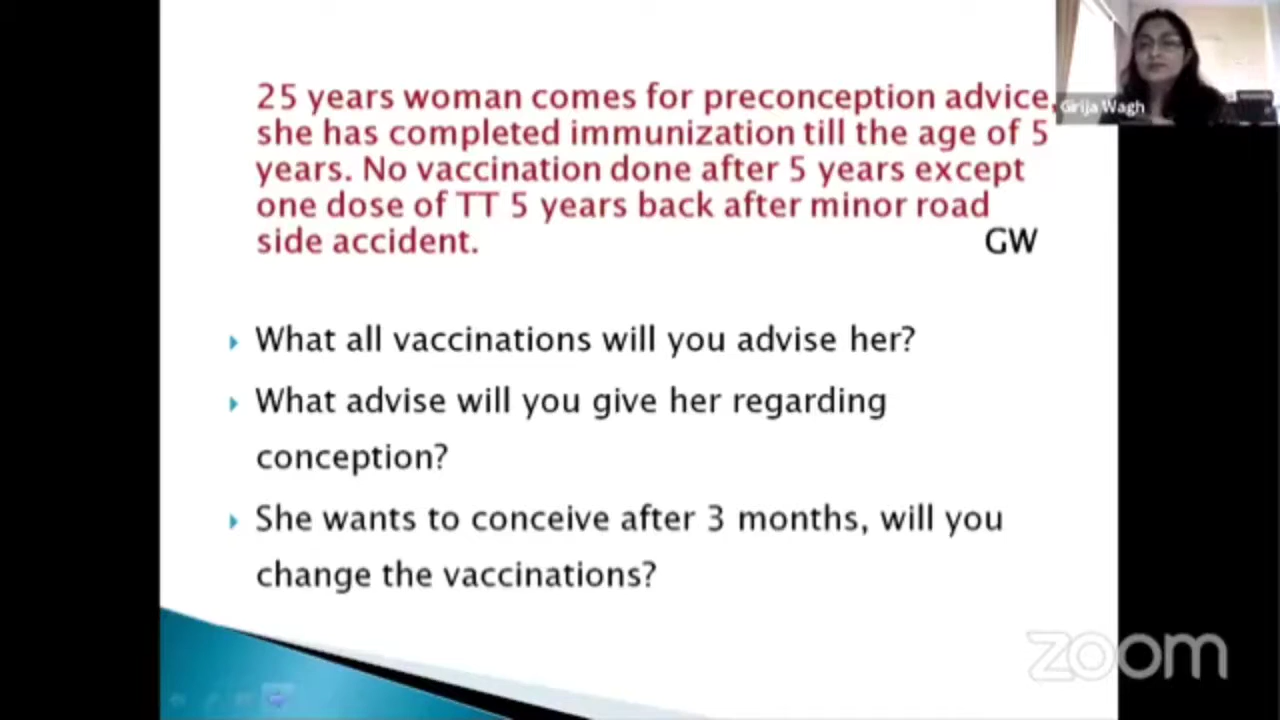 25 years woman comes for preconception advice,
she has completed immunization till the age of 5
years. No vaccination done after 5 years except
one dose of TT 5 years back after minor road
side accident.
GW
What all vaccinations will you advise her?
What advise will you give her regarding
conception?
She wants to conceive after 3 months, will you
change the vaccinations?
Girija Wagh
zoom